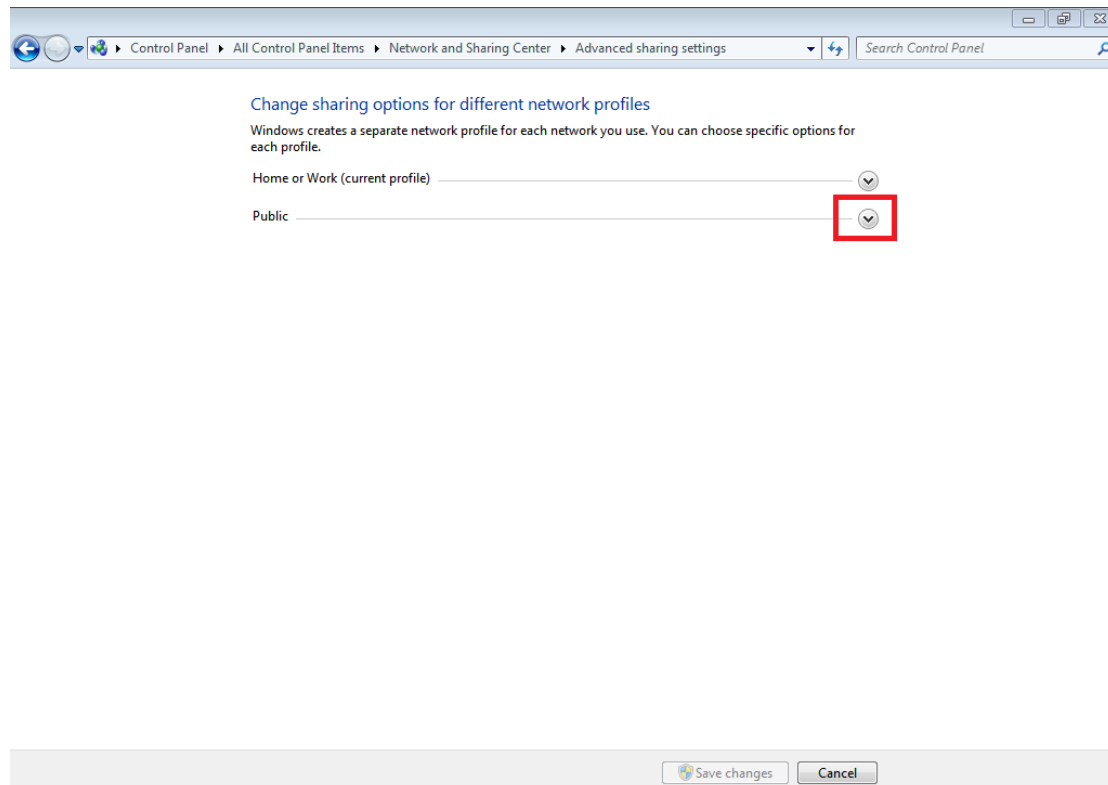 Control Panel All Control Panel Items Network and Sharing Center Advanced sharing settings Search Control Panel
Change sharing options for different network profiles
Windows creates a separate network profile for each network you use. You can choose specific options for
each profile.
Home or Work (current profile)
Public
Save changes Cancel